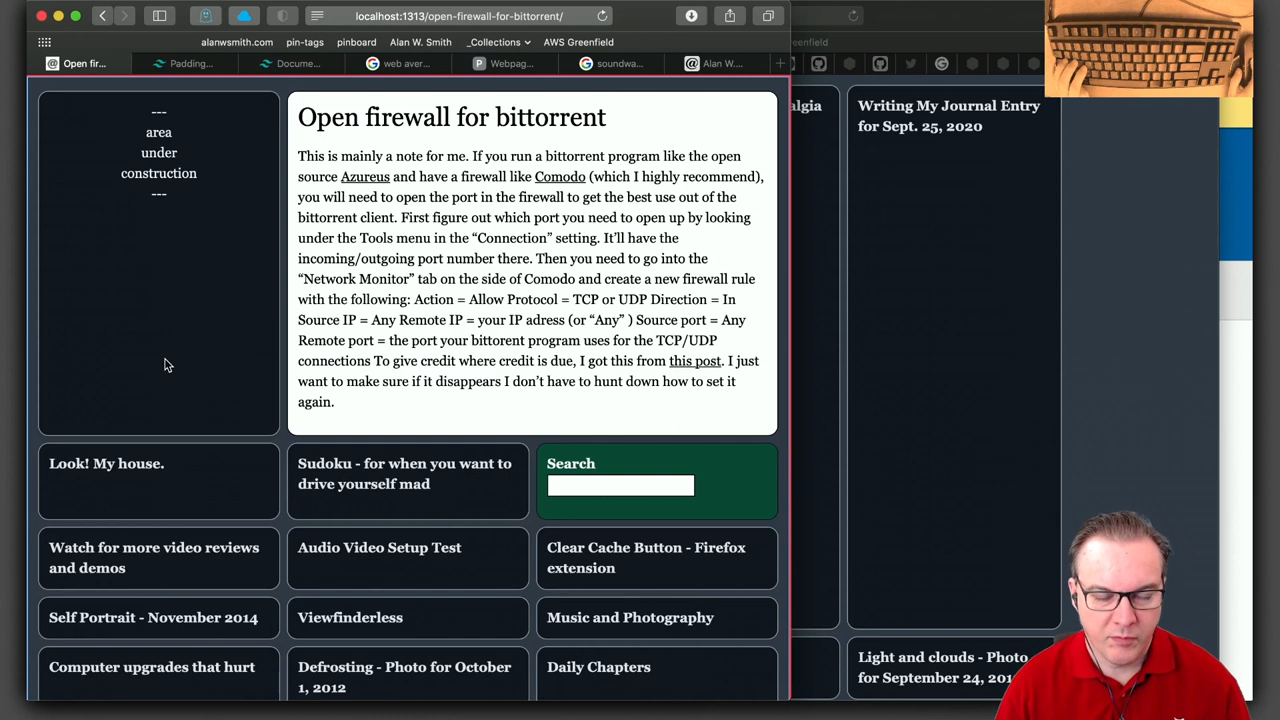 localhost:1313/open-firewall-for-bittorrent/
alanwsmith.com pin-tags pinboard Alan W. Smith _Collections AWS Greenfield
enfield
Open fir... Padding... Docume... web aver... Webpag... soundwa... Alan W....
---
area
under
construction
---
Open firewall for bittorrent
This is mainly a note for me. If you run a bittorrent program like the open
source Azureus and have a firewall like Comodo (which I highly recommend),
you will need to open the port in the firewall to get the best use out of the
bittorrent client. First figure out which port you need to open up by looking
under the Tools menu in the “Connection” setting. It’ll have the
incoming/outgoing port number there. Then you need to go into the
“Network Monitor” tab on the side of Comodo and create a new firewall rule
with the following: Action = Allow Protocol = TCP or UDP Direction = In
Source IP = Any Remote IP = your IP adress (or “Any” ) Source port = Any
Remote port = the port your bittorent program uses for the TCP/UDP
connections To give credit where credit is due, I got this from this post. I just
want to make sure if it disappears I don’t have to hunt down how to set it
again.
algia
Writing My Journal Entry
for Sept. 25, 2020
Look! My house.
Sudoku - for when you want to
drive yourself mad
Search
Watch for more video reviews
and demos
Audio Video Setup Test
Clear Cache Button - Firefox
extension
Self Portrait - November 2014
Viewfinderless
Music and Photography
Computer upgrades that hurt
Defrosting - Photo for October
1, 2012
Daily Chapters
Light and clouds - Photo
for September 24, 201